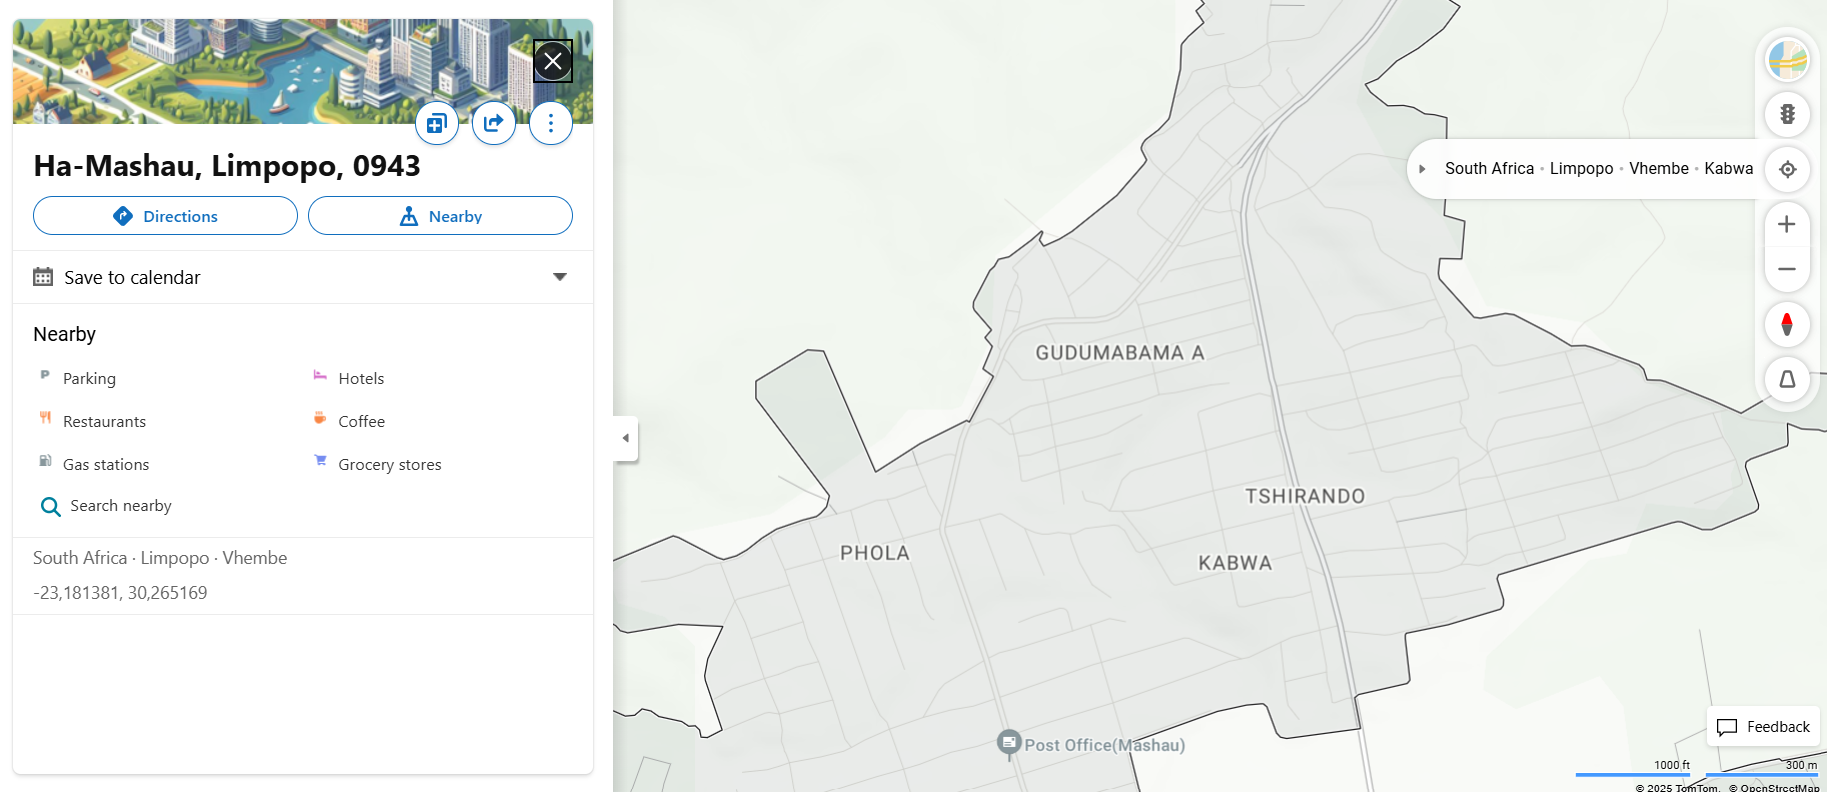 Ha-Mashau, Limpopo, 0943
Directions
Nearby
Save to calendar
Nearby
P Parking
Hotels
Restaurants
Coffee
Gas stations
Grocery stores
Search nearby
South Africa · Limpopo · Vhembe
-23,181381, 30,265169
South Africa • Limpopo • Vhembe • Kabwa
GUDUMABAMA A
TSHIRANDO
PHOLA
KABWA
Post Office(Mashau)
Feedback
1000 ft
300 m
© 2025 TomTom, © OpenStreetMap